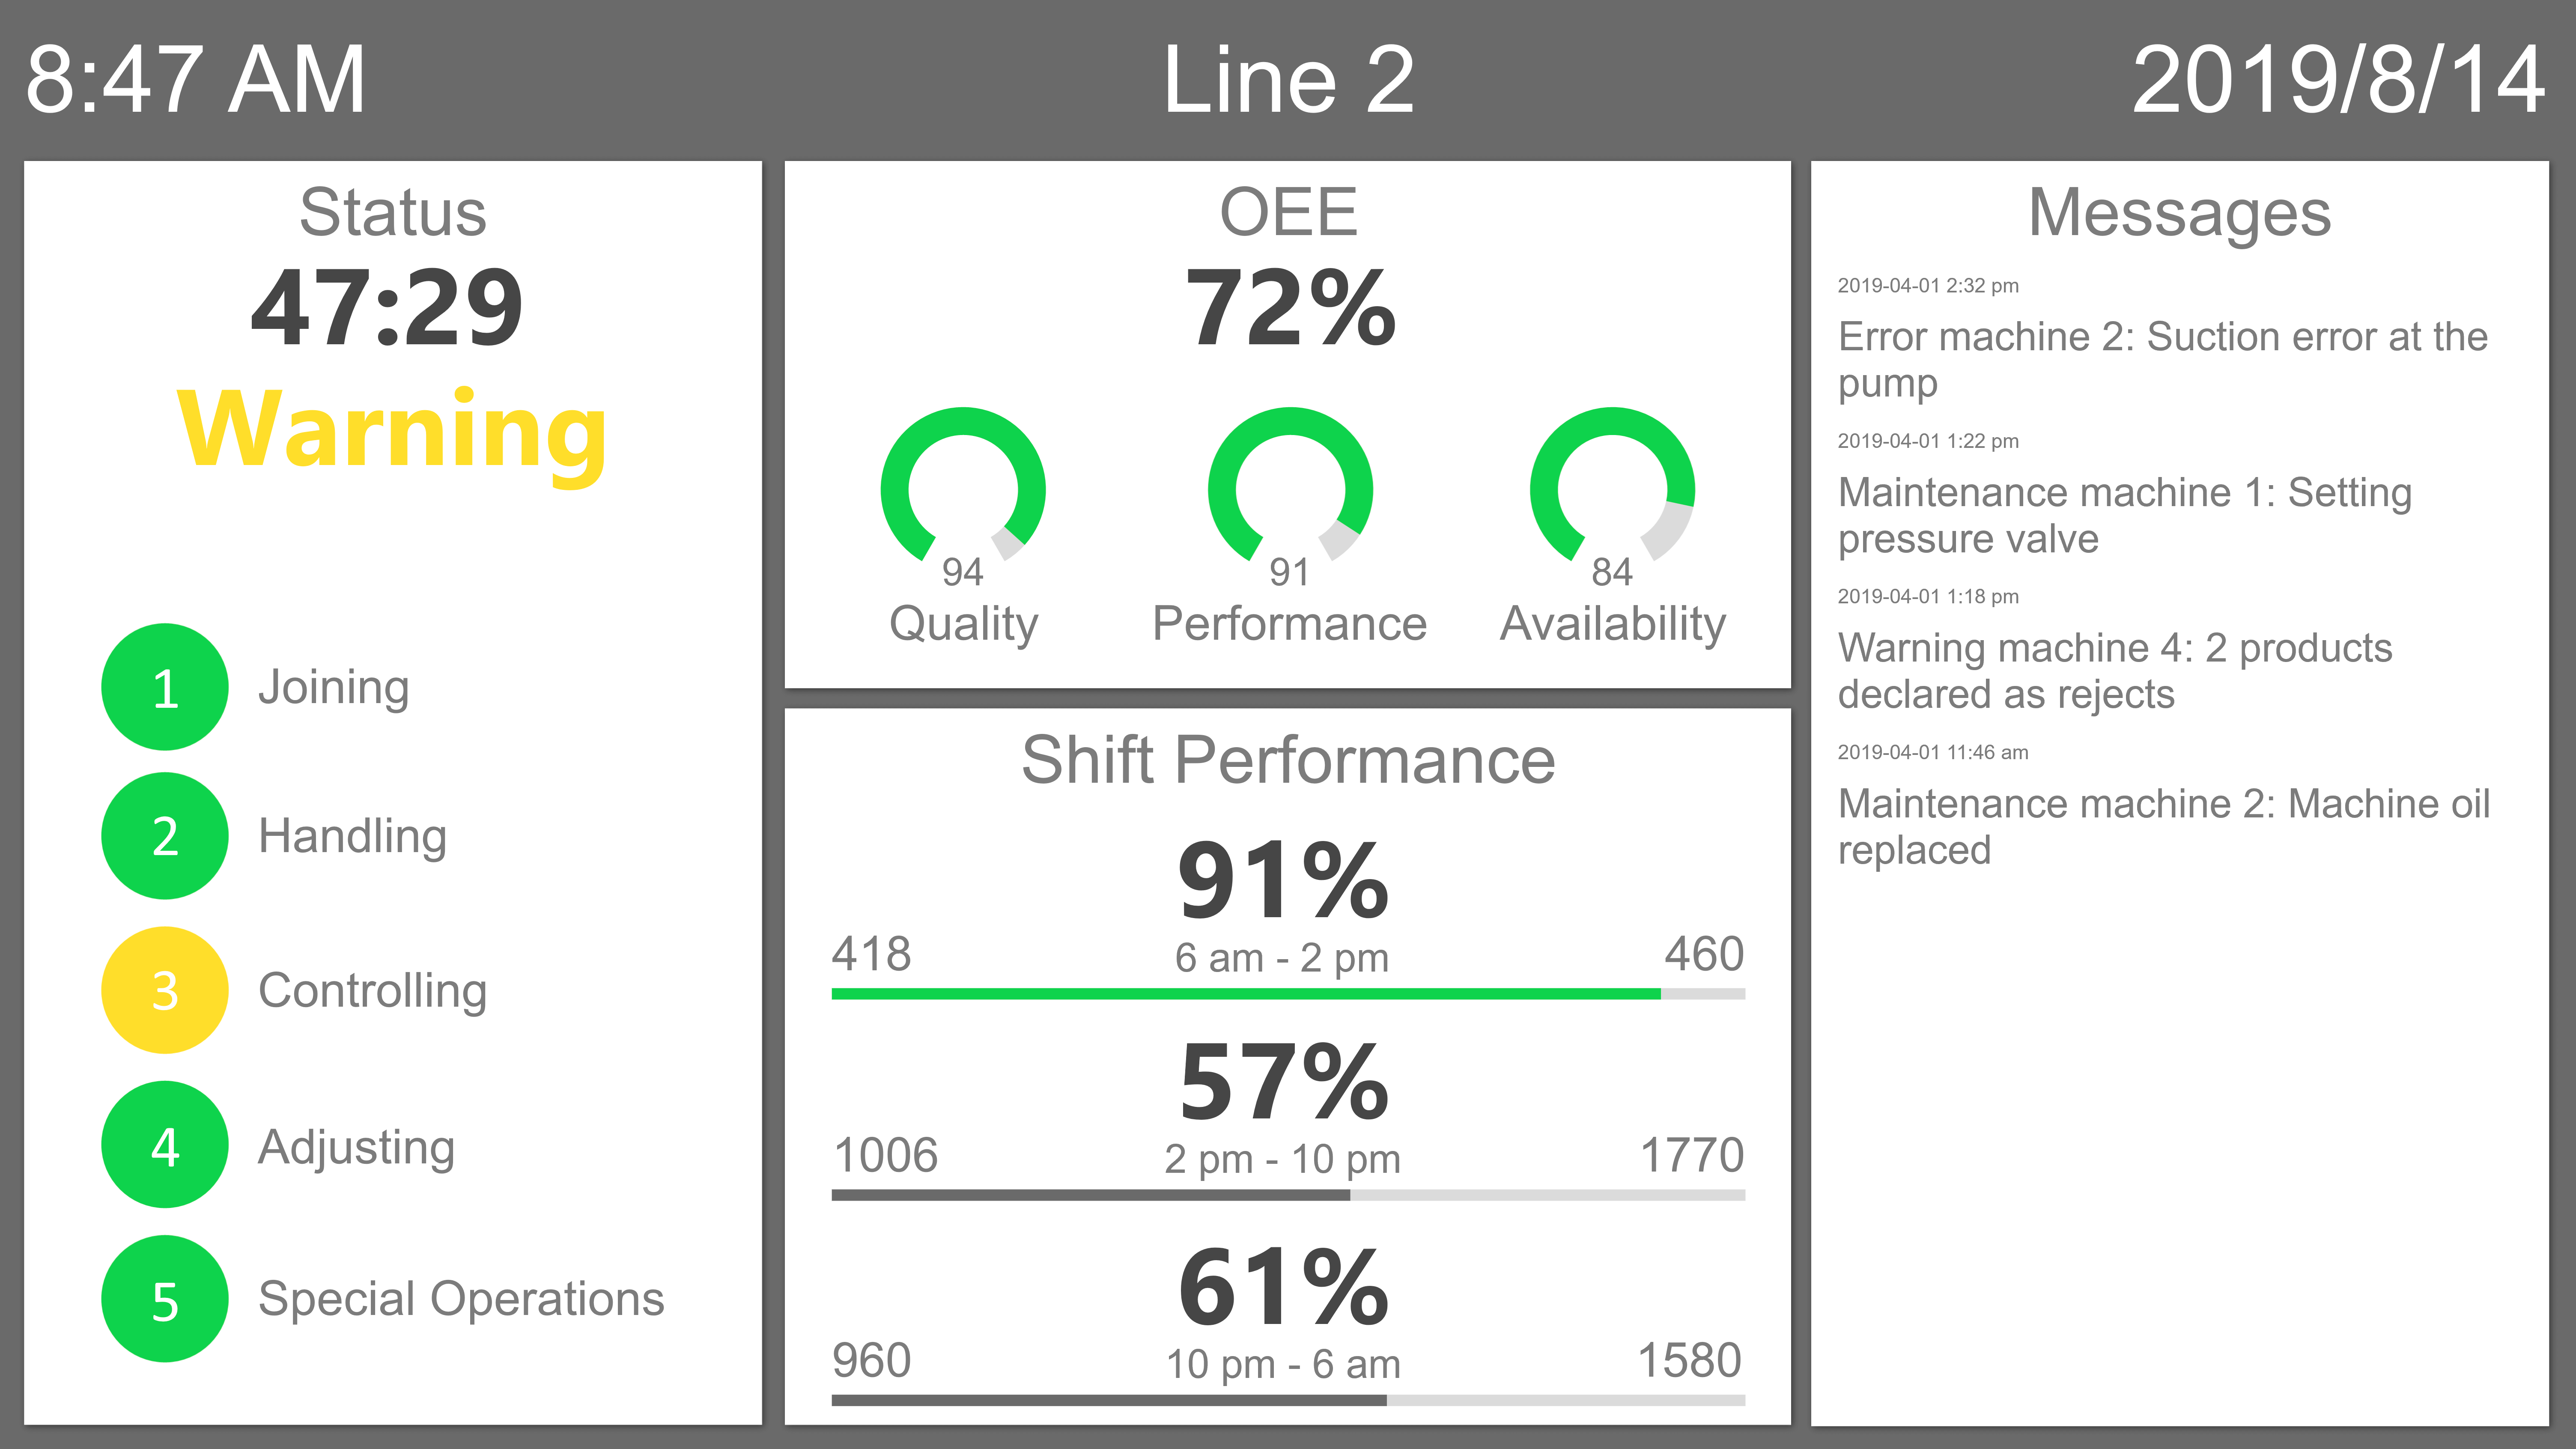 8:47 AM
Line 2
2019/8/14
Status
47:29
Warning
1 Joining
2 Handling
3 Controlling
4 Adjusting
5 Special Operations
OEE
72%
94 91 84
Quality Performance Availability
Shift Performance
91%
418 6 am - 2 pm 460
57%
1006 2 pm - 10 pm 1770
61%
960 10 pm - 6 am 1580
Messages
2019-04-01 2:32 pm
Error machine 2: Suction error at the
pump
2019-04-01 1:22 pm
Maintenance machine 1: Setting
pressure valve
2019-04-01 1:18 pm
Warning machine 4: 2 products
declared as rejects
2019-04-01 11:46 am
Maintenance machine 2: Machine oil
replaced